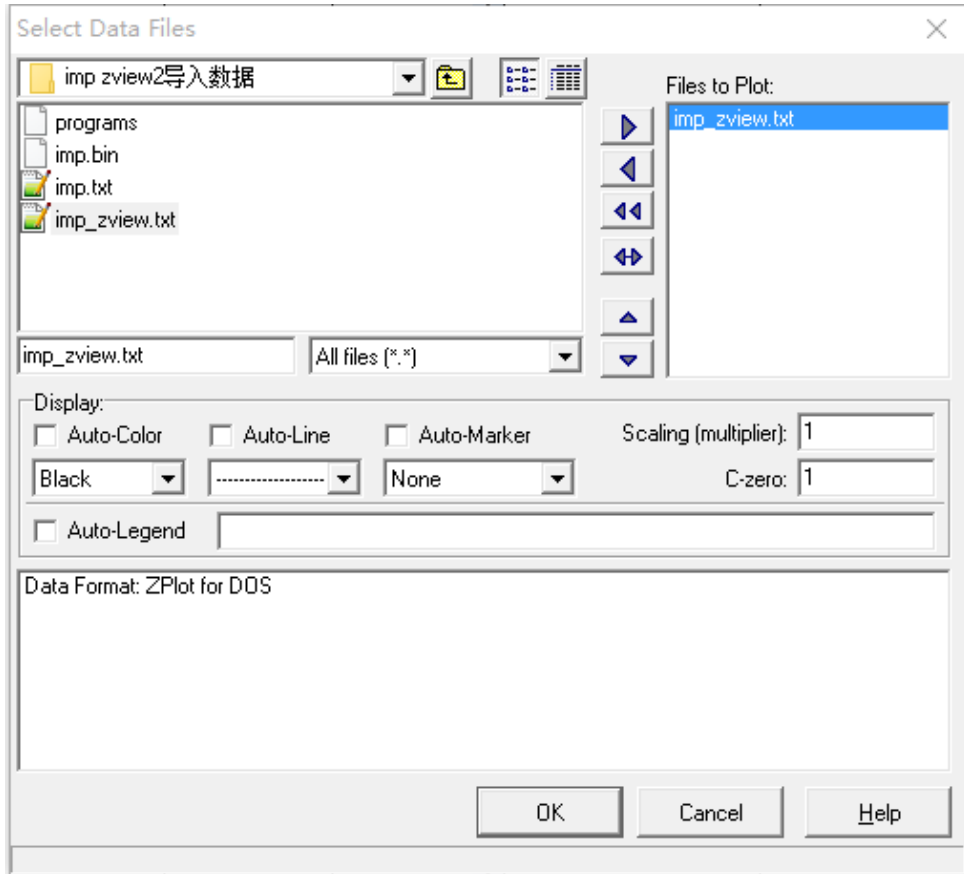 Select Data Files
imp zview2导入数据
Files to Plot:
programs
imp.bin
imp.txt
imp_zview.txt
imp_zview.txt
imp_zview.txt
All files (*.*)
Display:
Auto-Color
Auto-Line
Auto-Marker
Scaling (multiplier):
1
Black
None
C-zero:
1
Auto-Legend
Data Format: ZPlot for DOS
OK
Cancel
Help